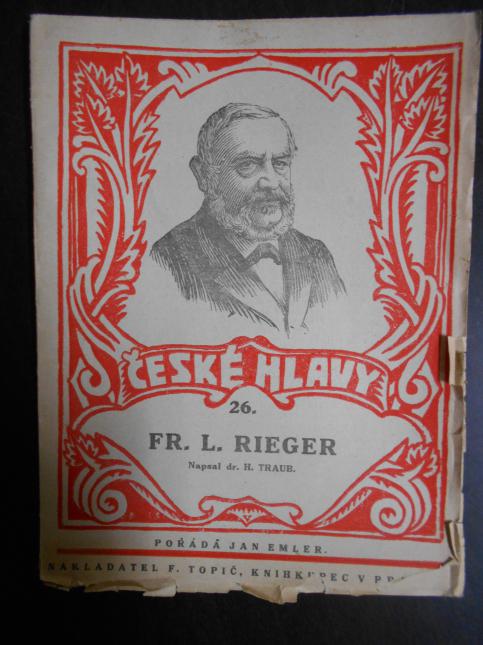 ČESKÉ HLAVY
26.
FR. L. RIEGER
Napsal dr. H. TRAUB.
POŘÁDÁ JAN EMLER.
NAKLADATEL F. TOPIČ, KNIHKUPEC V